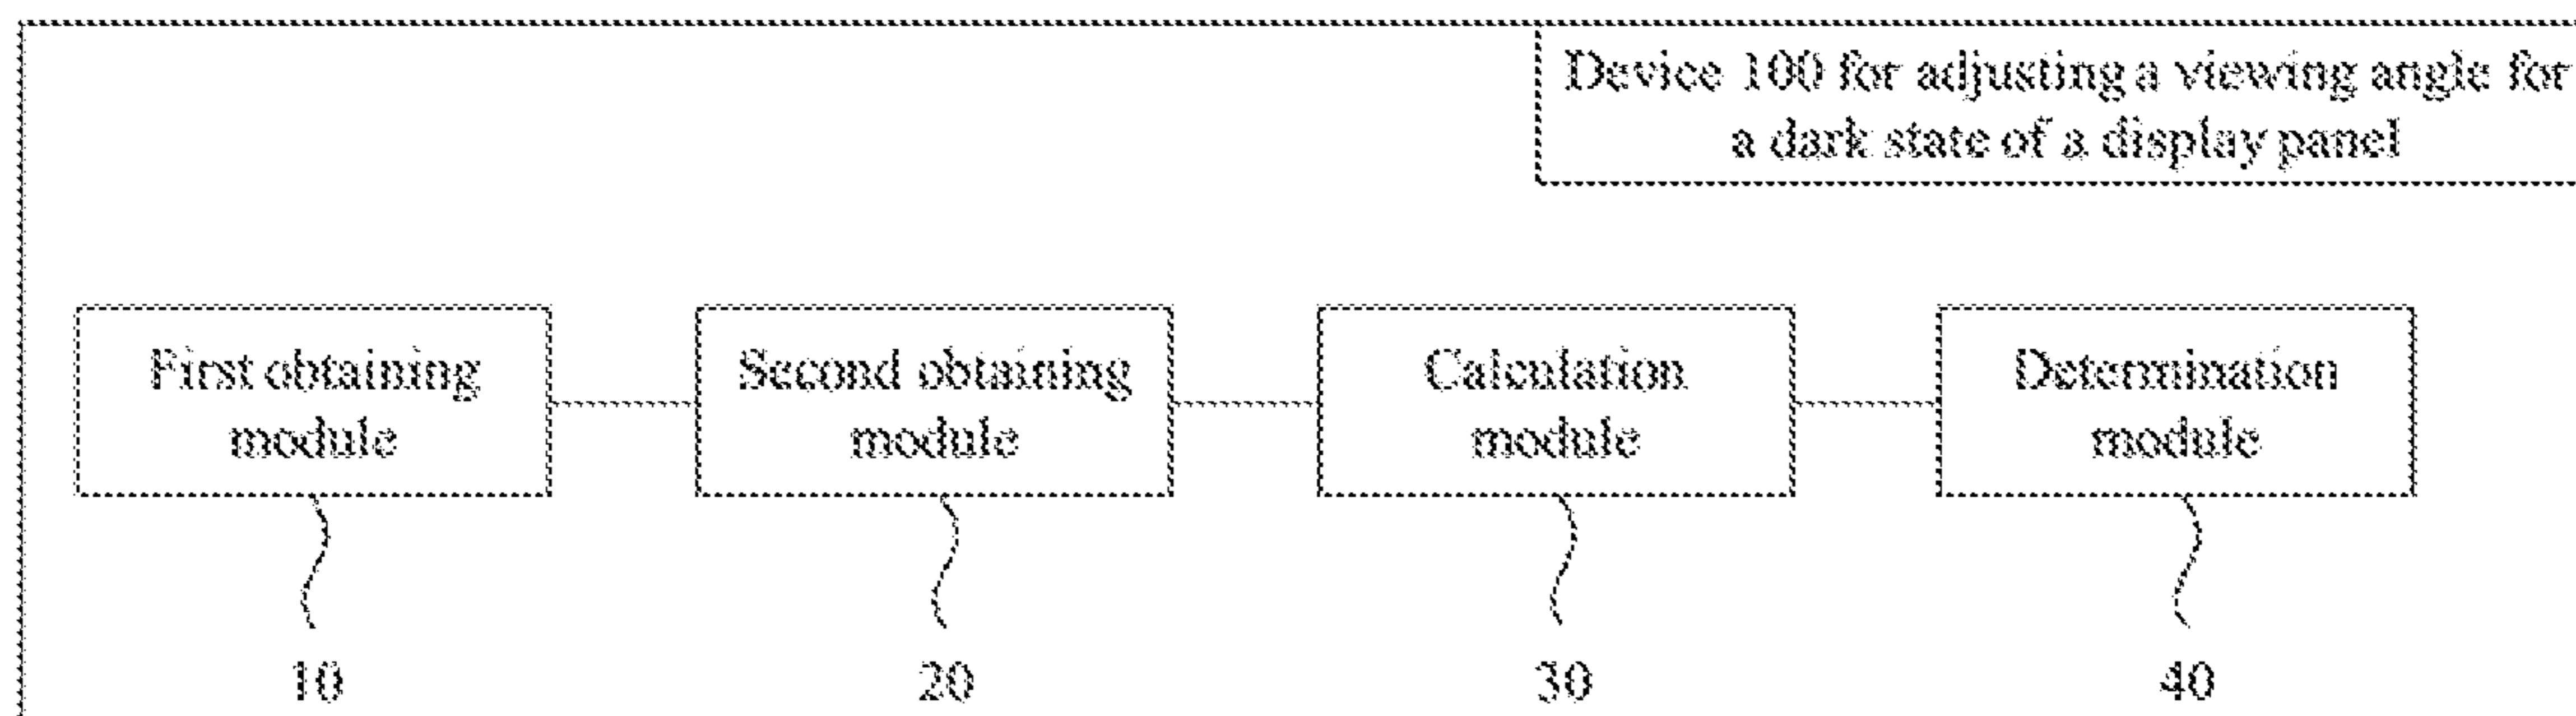 Device 100 for adjusting a viewing angle for
a dark state of a display panel
First obtaining
module
Second obtaining
module
Calculation
module
Determination
module
10
20
30
40